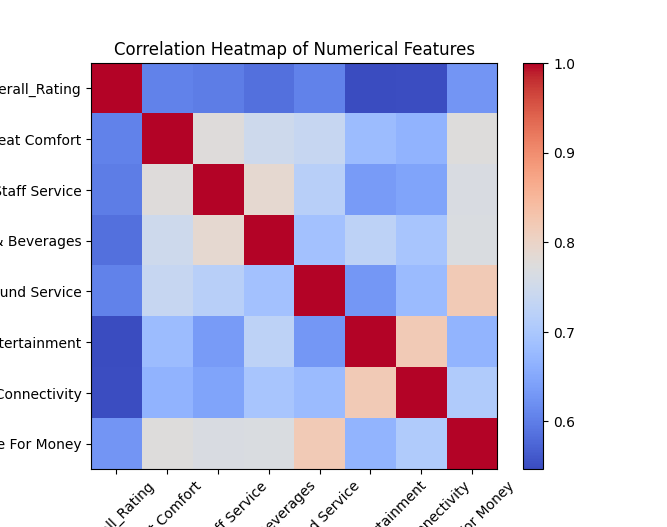 Correlation Heatmap of Numerical Features
erall_Rating
eat Comfort
Staff Service
& Beverages
und Service
tertainment
Connectivity
e For Money
ll_Rating
t Comfort
ff Service
everages
d Service
tainment
nectivity
or Money
1.0
0.9
0.8
0.7
0.6